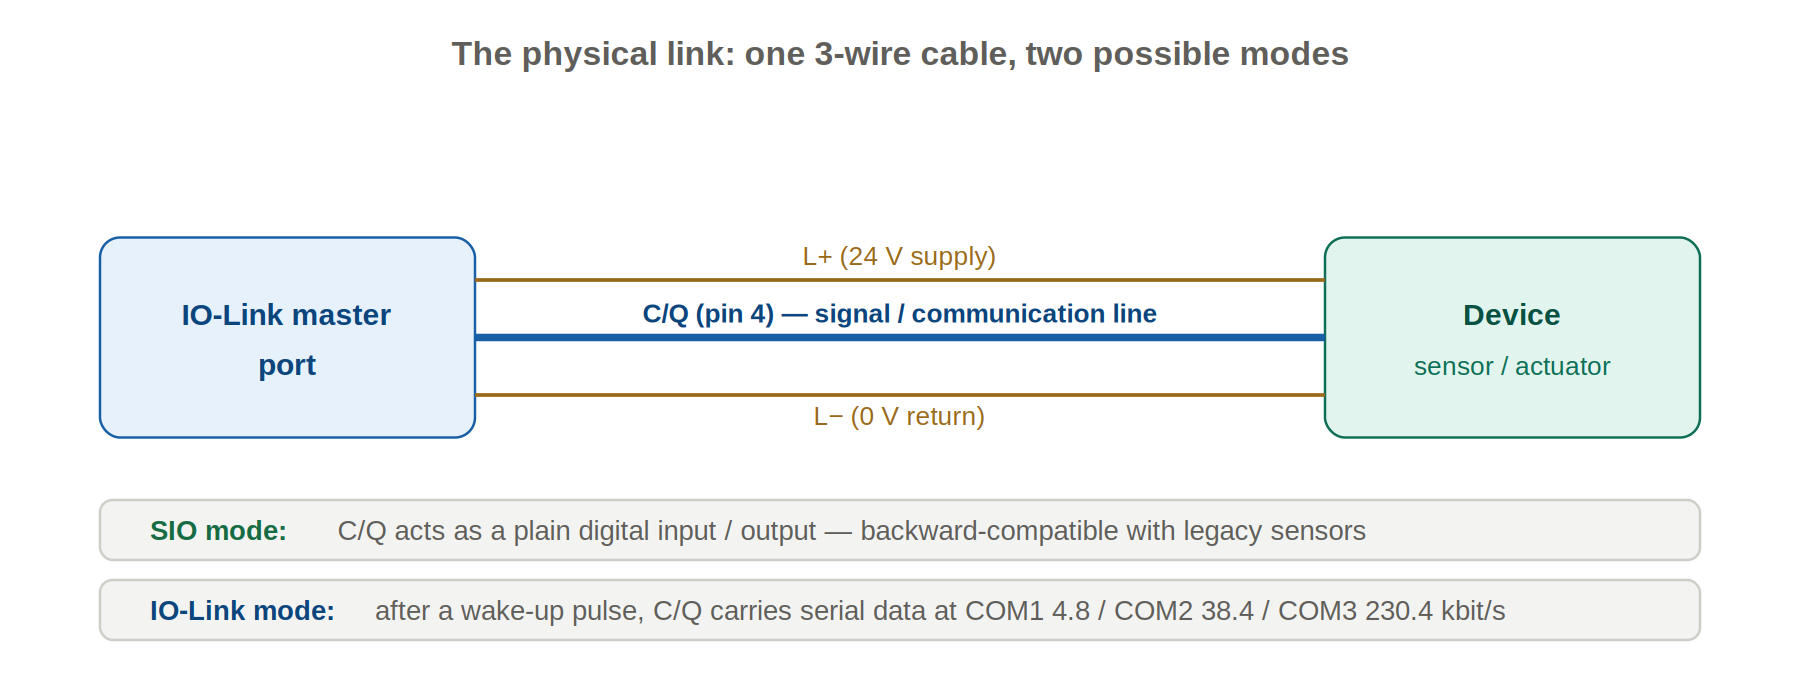 The physical link: one 3-wire cable, two possible modes
L+ (24 V supply)
IO-Link master
port
C/Q (pin 4) — signal / communication line
Device
sensor / actuator
L− (0 V return)
SIO mode: C/Q acts as a plain digital input / output — backward-compatible with legacy sensors
IO-Link mode: after a wake-up pulse, C/Q carries serial data at COM1 4.8 / COM2 38.4 / COM3 230.4 kbit/s